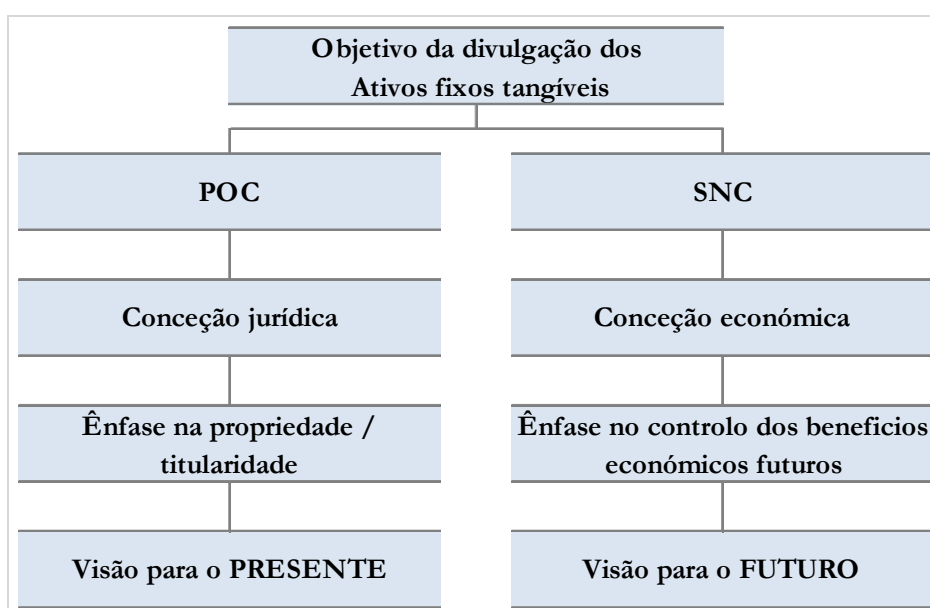 Objetivo da divulgação dos
Ativos fixos tangíveis
POC
SNC
Conceção jurídica
Conceção económica
Ênfase na propriedade /
titularidade
Ênfase no controlo dos beneficios
económicos futuros
Visão para o PRESENTE
Visão para o FUTURO